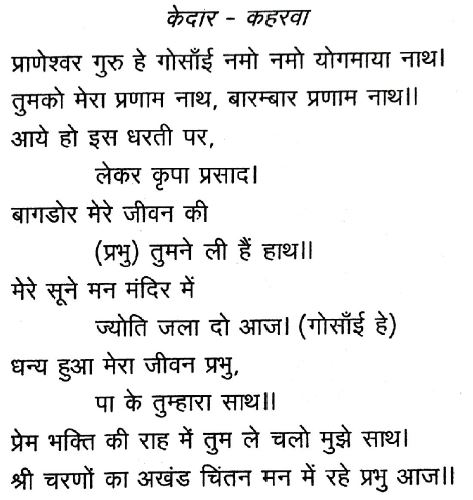 केदार - कहरवा
प्राणेश्वर गुरु हे गोसाँई नमो नमो योगमाया नाथ।
तुमको मेरा प्रणाम नाथ, बारम्बार प्रणाम नाथ॥
आये हो इस धरती पर,
लेकर कृपा प्रसाद।
बागडोर मेरे जीवन की
(प्रभु) तुमने ली हैं हाथ॥
मेरे सूने मन मंदिर में
ज्योति जला दो आज। (गोसाँई हे)
धन्य हुआ मेरा जीवन प्रभु,
पा के तुम्हारा साथ॥
प्रेम भक्ति की राह में तुम ले चलो मुझे साथ।
श्री चरणों का अखंड चिंतन मन में रहे प्रभु आज॥